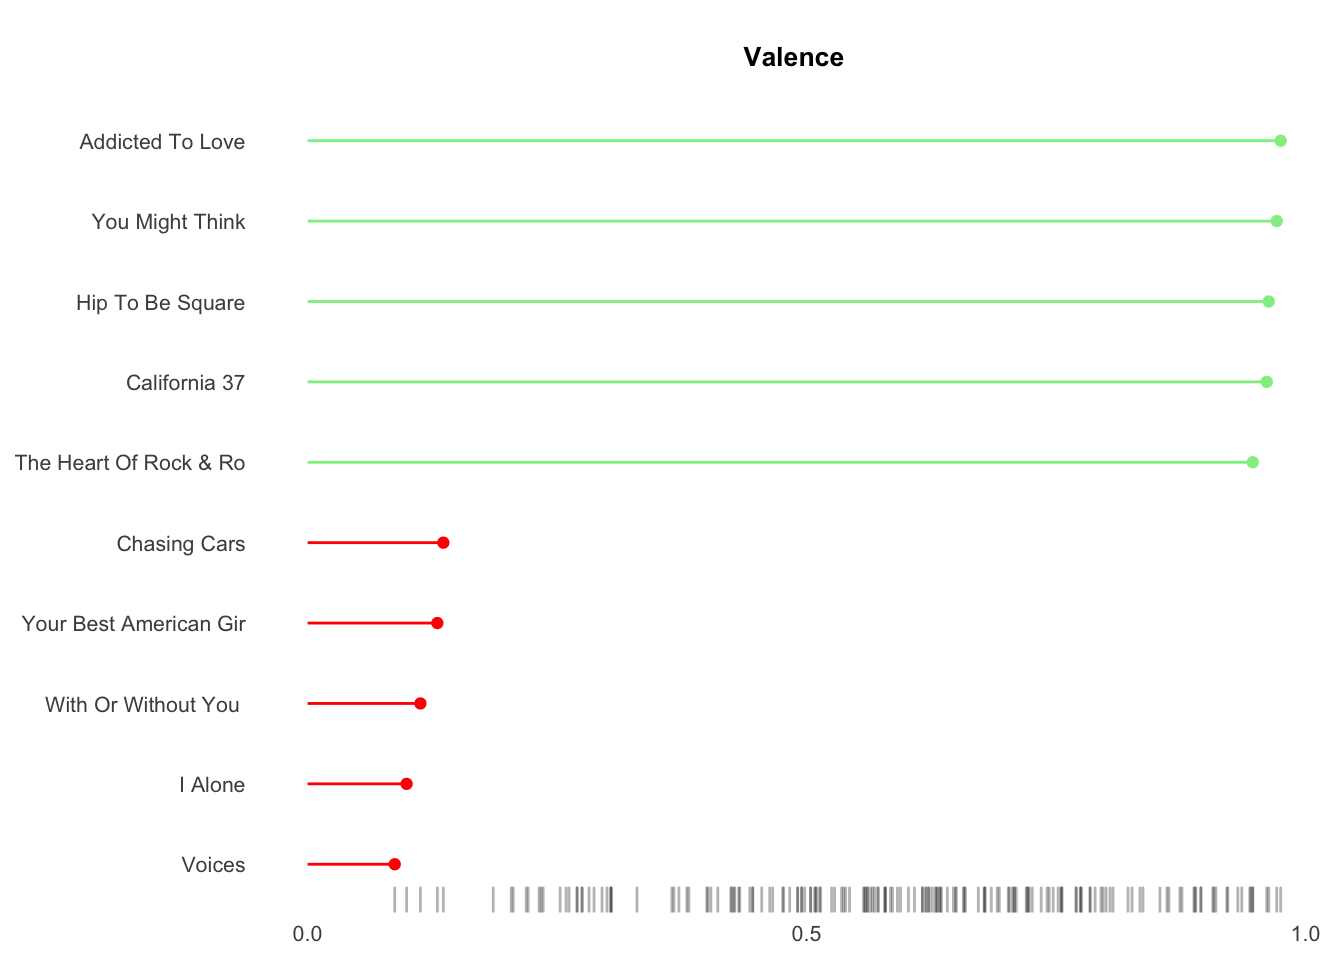 Valence
Addicted To Love
You Might Think
Hip To Be Square
California 37
The Heart Of Rock & Ro
Chasing Cars
Your Best American Gir
With Or Without You
I Alone
Voices
0.0 0.5 1.0